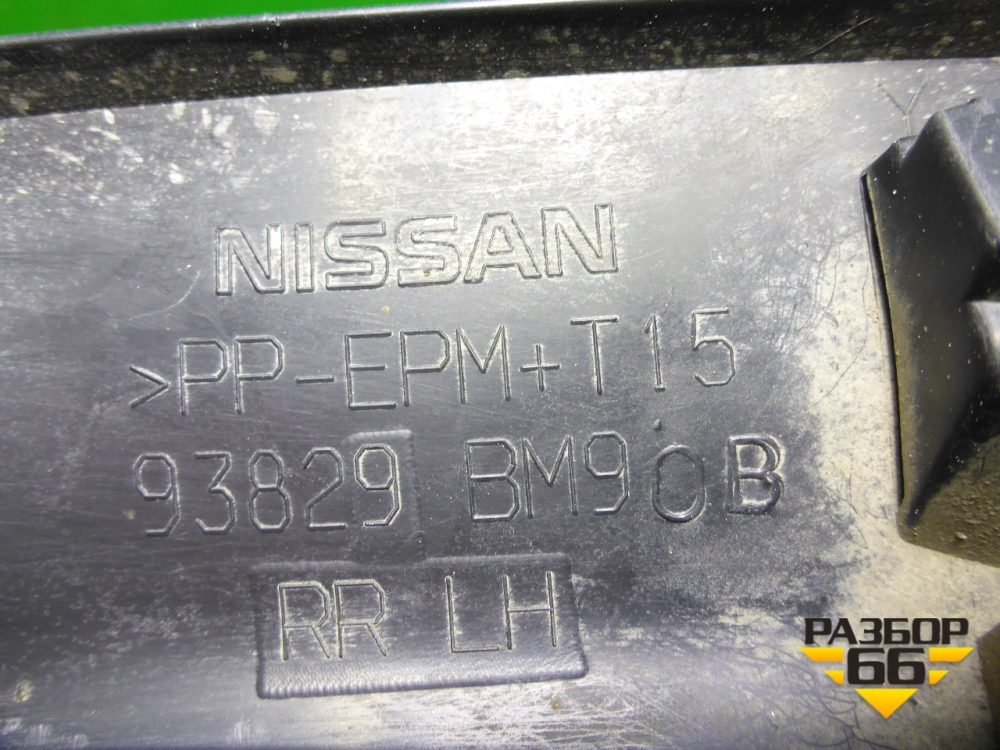 NISSAN
>PP-EPM+T15
93829 BM90B
RR LH
РАЗБОР
66